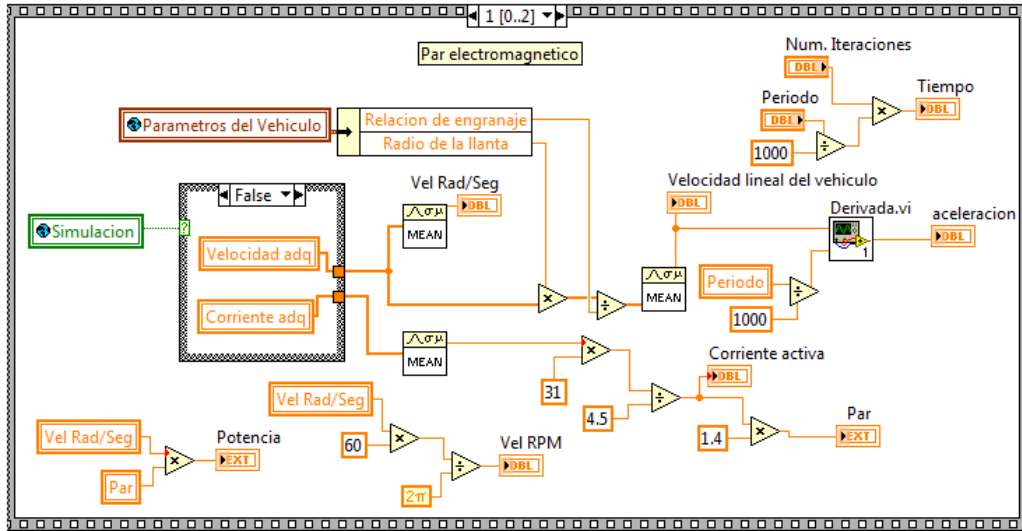 1 [0..2]
Par electromagnetico
Num. Iteraciones
DBL
Tiempo
DBL
Periodo
DBL
1000
Parametros del Vehiculo
Relacion de engranaje
Radio de la llanta
False
Vel Rad/Seg
DBL
MEAN
Simulacion
?
Velocidad adq
Corriente adq
Velocidad lineal del vehiculo
DBL
Derivada.vi
1
aceleracion
DBL
MEAN
Periodo
1000
MEAN
31
4.5
Corriente activa
DBL
1.4
Par
EXT
Vel Rad/Seg
60
2π
Vel RPM
DBL
Vel Rad/Seg
Par
Potencia
EXT